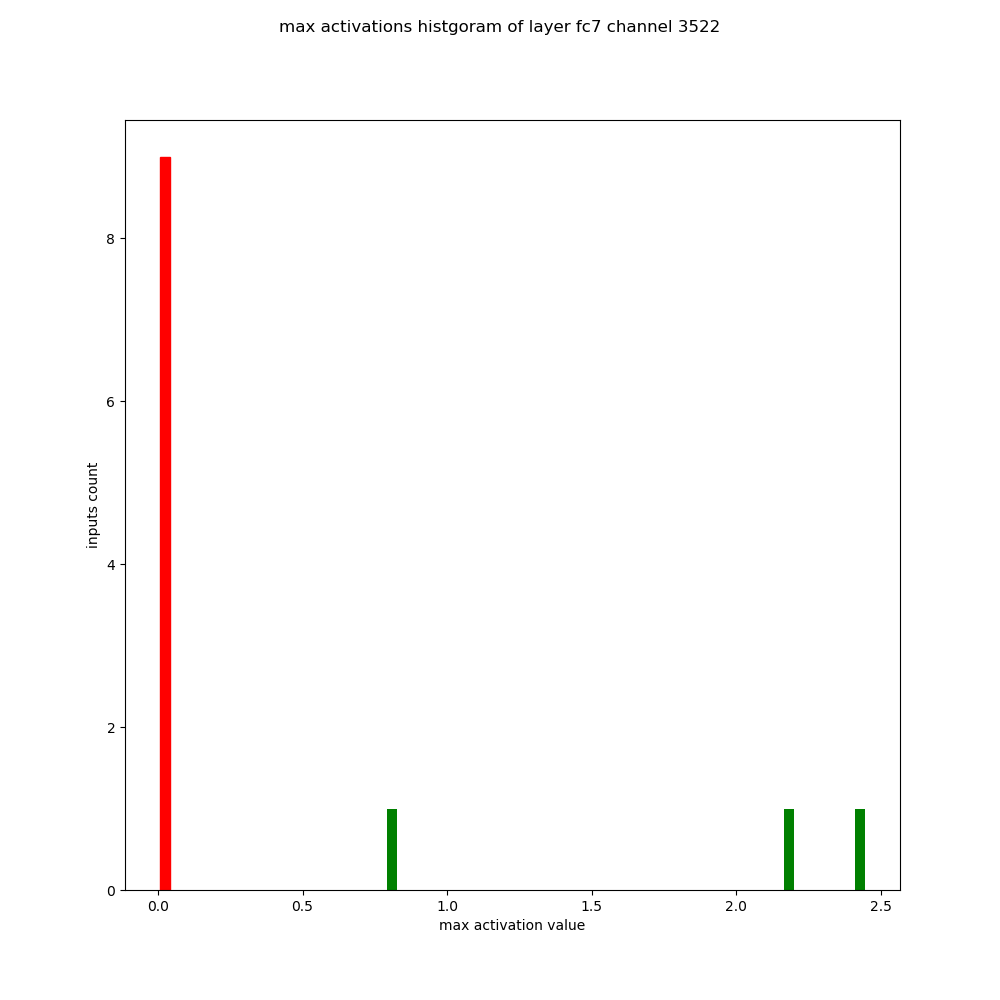 max activations histgoram of layer fc7 channel 3522
8
6
4
2
0
inputs count
0.0 0.5 1.0 1.5 2.0 2.5
max activation value